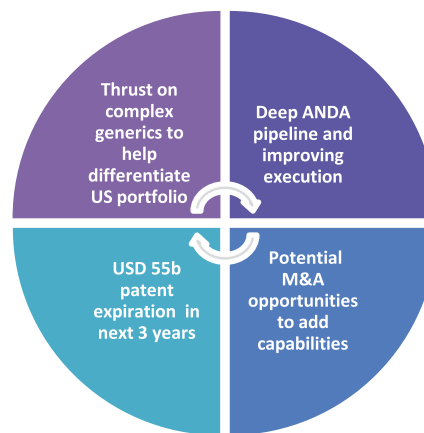 Thrust on
complex
generics to
help
differentiate
US portfolio
Deep ANDA
pipeline and
improving
execution
USD 55b
patent
expiration in
next 3 years
Potential
M&A
opportunities
to add
capabilities